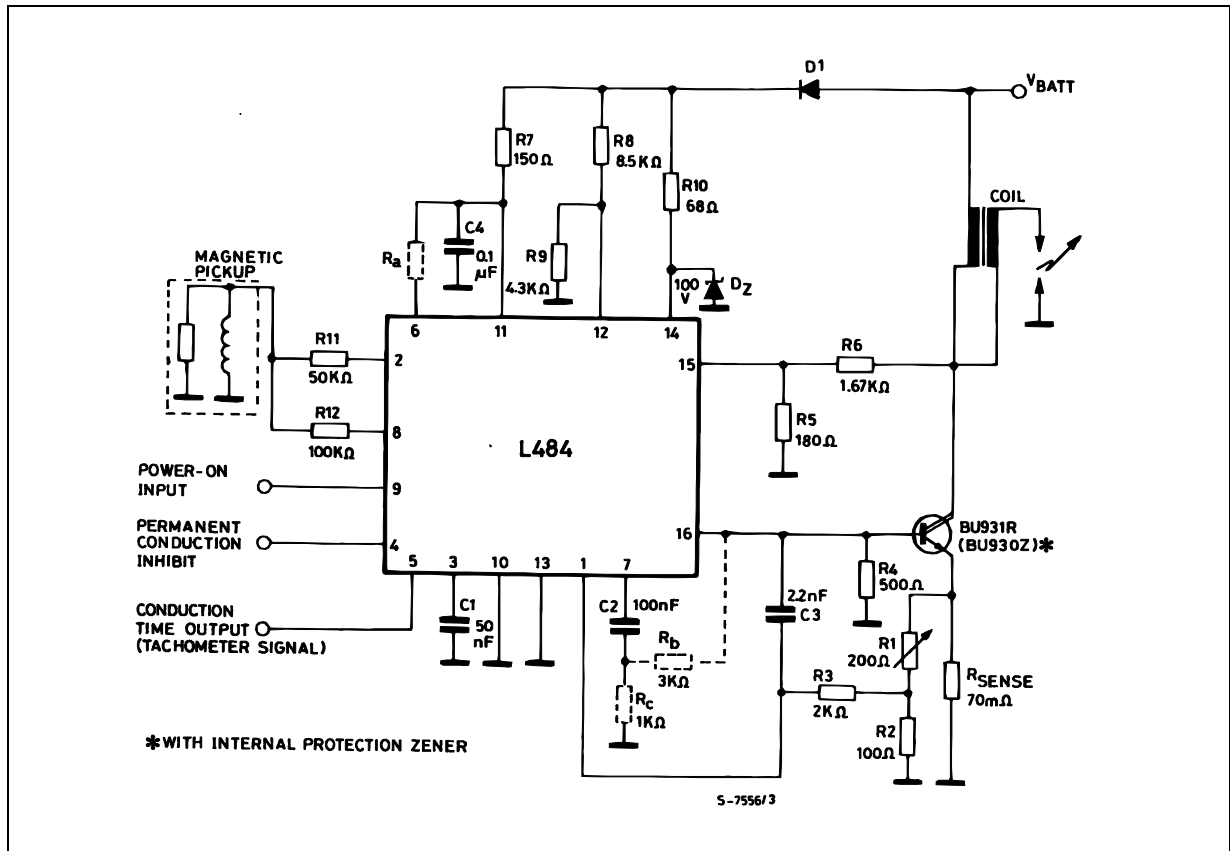 D1
VBATT
R7
150Ω
R8
8.5KΩ
R10
68Ω
COIL
C4
0.1
µF
Ra
R9
4.3KΩ
100
V
DZ
MAGNETIC
PICKUP
6
11
12
14
R11
50KΩ
2
15
R6
1.67KΩ
R12
100KΩ
8
R5
180Ω
L484
POWER-ON
INPUT
9
PERMANENT
CONDUCTION
INHIBIT
4
16
BU931R
(BU930Z)*
5
3
10
13
1
7
R4
500Ω
CONDUCTION
TIME OUTPUT
(TACHOMETER SIGNAL)
C1
50
nF
C2
100nF
2.2nF
C3
Rb
3KΩ
R1
200Ω
RSENSE
70mΩ
Rc
1KΩ
R3
2KΩ
R2
100Ω
*WITH INTERNAL PROTECTION ZENER
S-7556/3